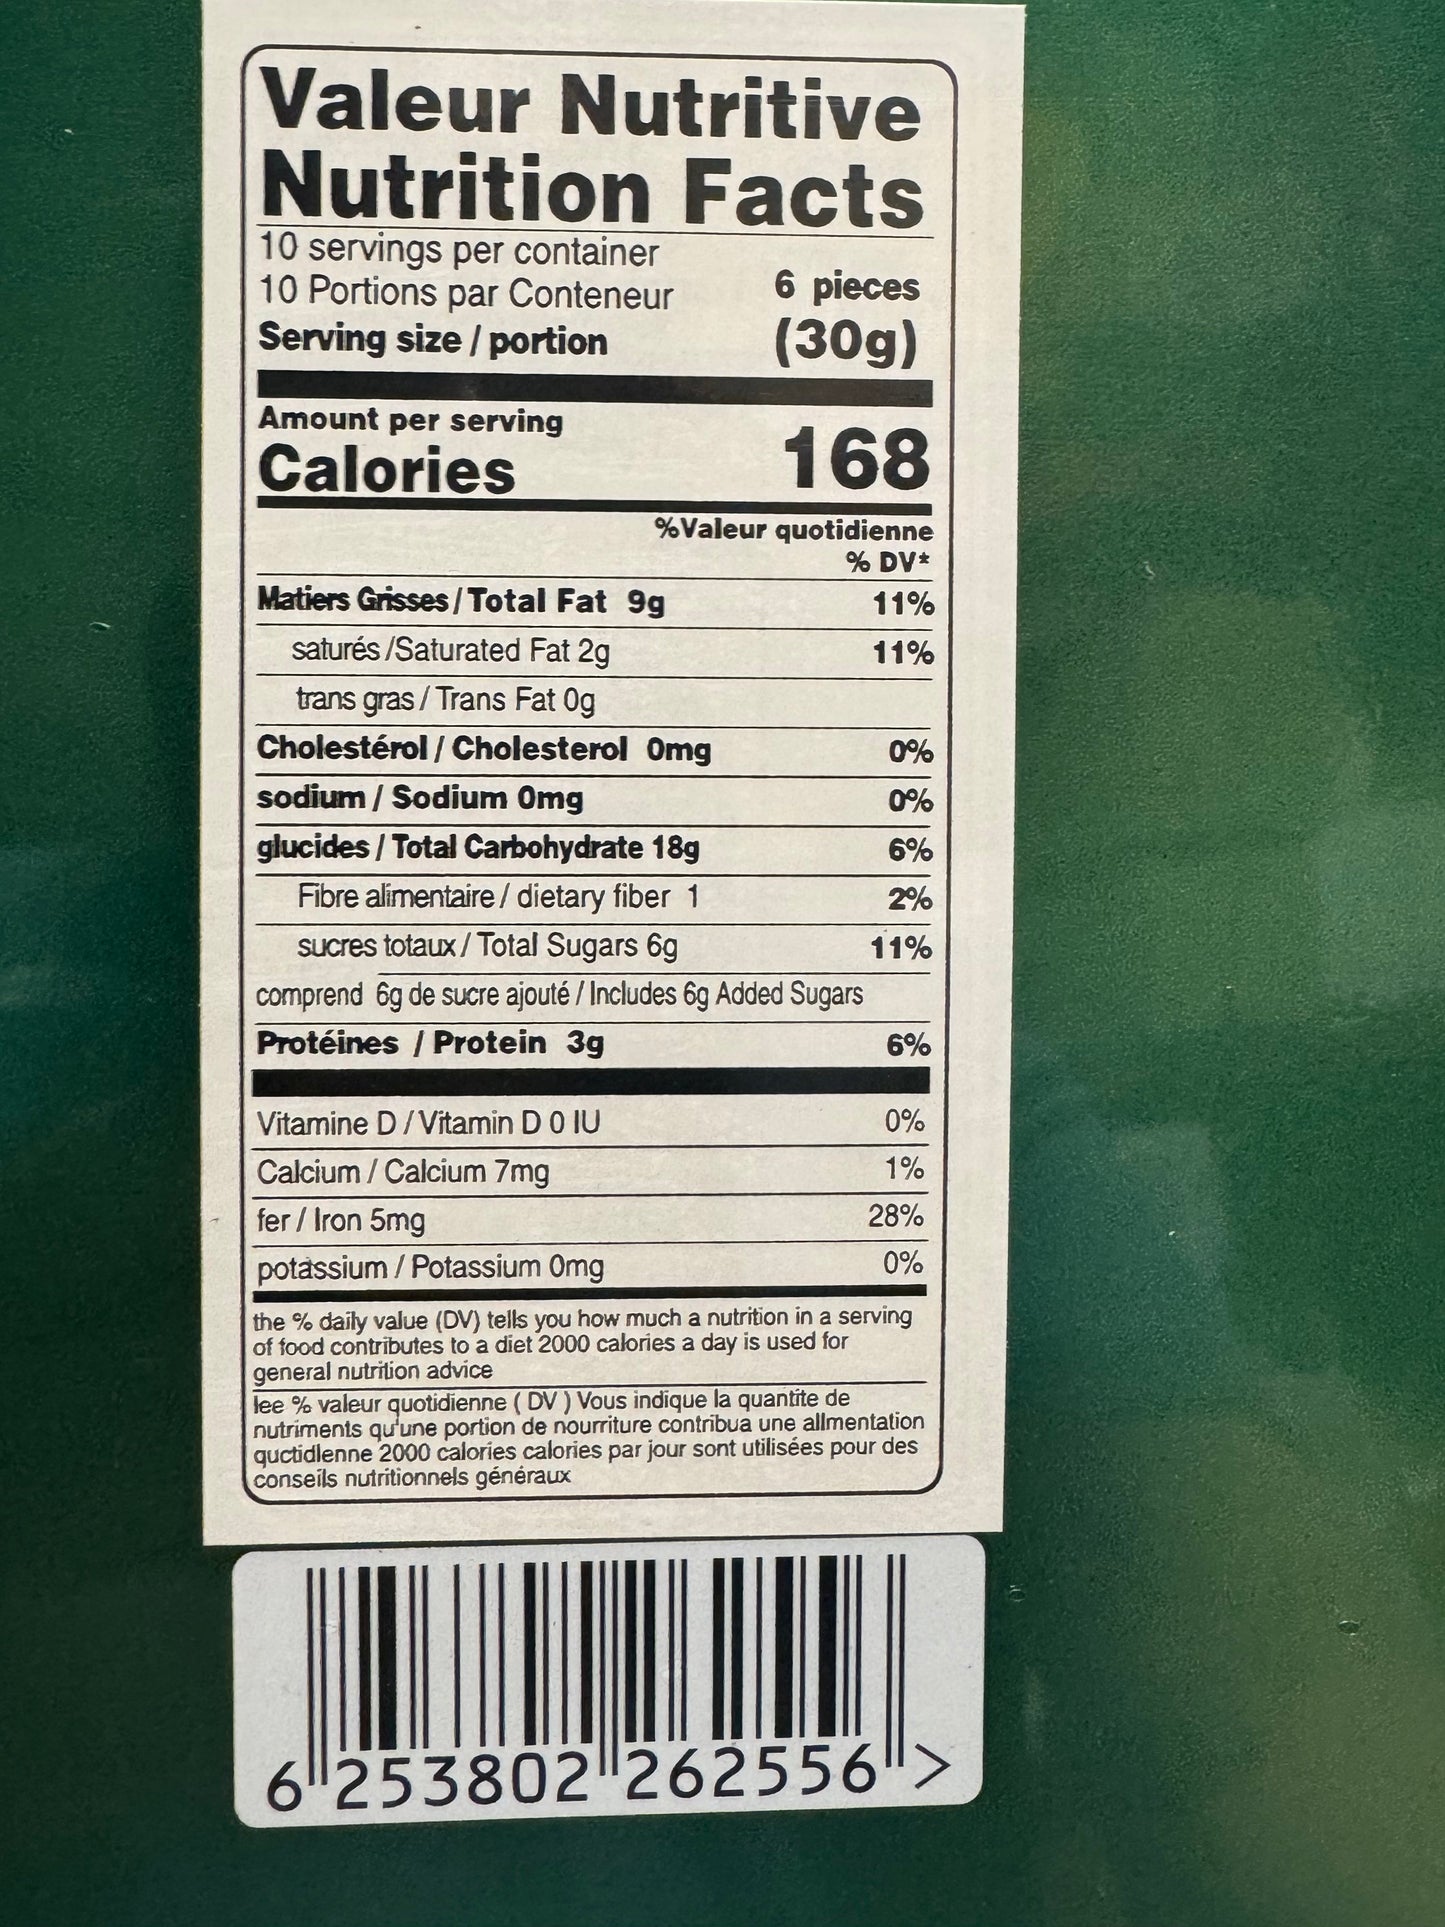 Valeur Nutritive
Nutrition Facts
10 servings per container
10 Portions par Conteneur
6 pieces
Serving size / portion (30g)
Amount per serving
Calories 168
%Valeur quotidienne
% DV*
Matiers Grisses / Total Fat 9g 11%
saturés /Saturated Fat 2g 11%
trans gras / Trans Fat 0g
Cholestérol / Cholesterol 0mg 0%
sodium / Sodium 0mg 0%
glucides / Total Carbohydrate 18g 6%
Fibre alimentaire / dietary fiber 1 2%
sucres totaux / Total Sugars 6g 11%
comprend 6g de sucre ajouté / Includes 6g Added Sugars
Protéines / Protein 3g 6%
Vitamine D / Vitamin D 0 IU 0%
Calcium / Calcium 7mg 1%
fer / Iron 5mg 28%
potassium / Potassium 0mg 0%
the % daily value (DV) tells you how much a nutrition in a serving
of food contributes to a diet 2000 calories a day is used for
general nutrition advice
lee % valeur quotidienne ( DV ) Vous indique la quantite de
nutriments qu'une portion de nourriture contribua une allmentation
quctidlenne 2000 calories calories par jour sont utilisées pour des
conseils nutritionnels généraux
6 253802 262556 >